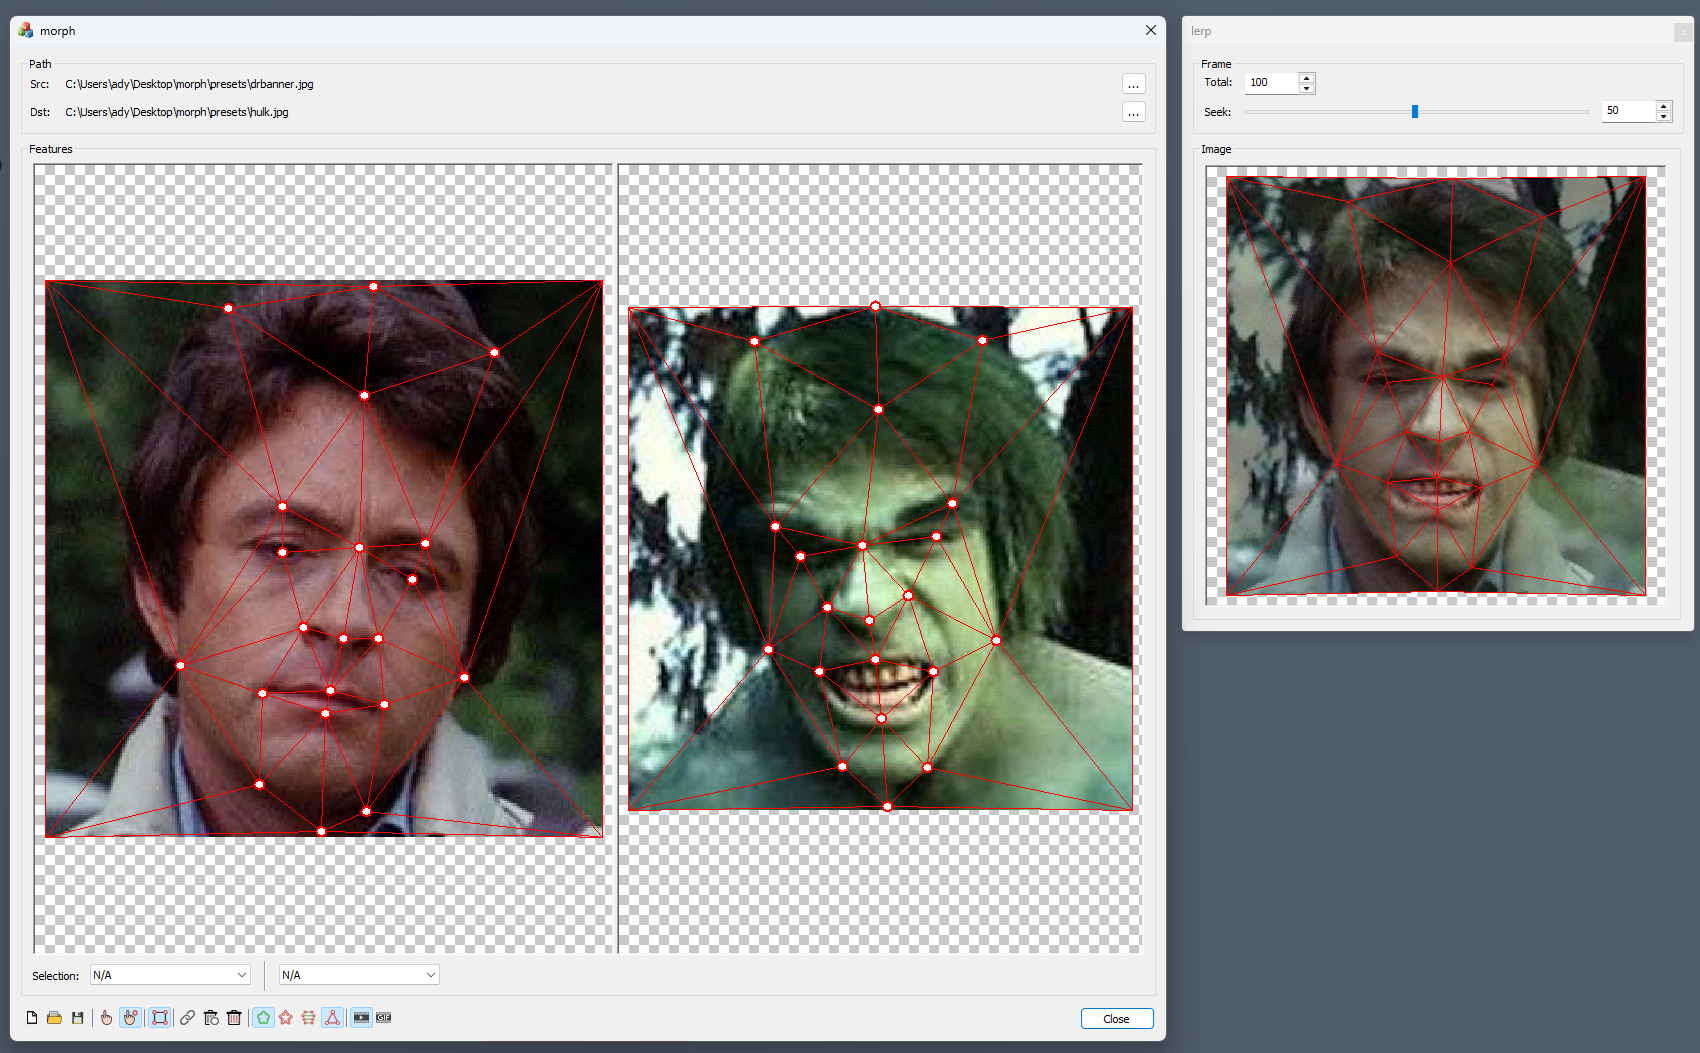 morph
Path
Src: C:\Users\ady\Desktop\morph\presets\drbanner.jpg
...
Dst: C:\Users\ady\Desktop\morph\presets\hulk.jpg
...
Features
Selection: N/A N/A
GIF
Close
lerp
Frame
Total: 100
Seek: 50
Image